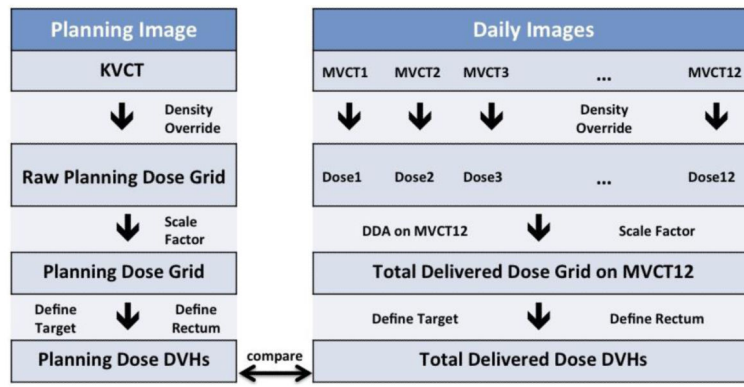 Planning Image
KVCT
Density
Override
Raw Planning Dose Grid
Scale
Factor
Planning Dose Grid
Define
Target
Define
Rectum
Planning Dose DVHs
compare
Daily Images
MVCT1 MVCT2 MVCT3 ... MVCT12
Density
Override
Dose1 Dose2 Dose3 ... Dose12
DDA on MVCT12 Scale Factor
Total Delivered Dose Grid on MVCT12
Define Target Define Rectum
Total Delivered Dose DVHs